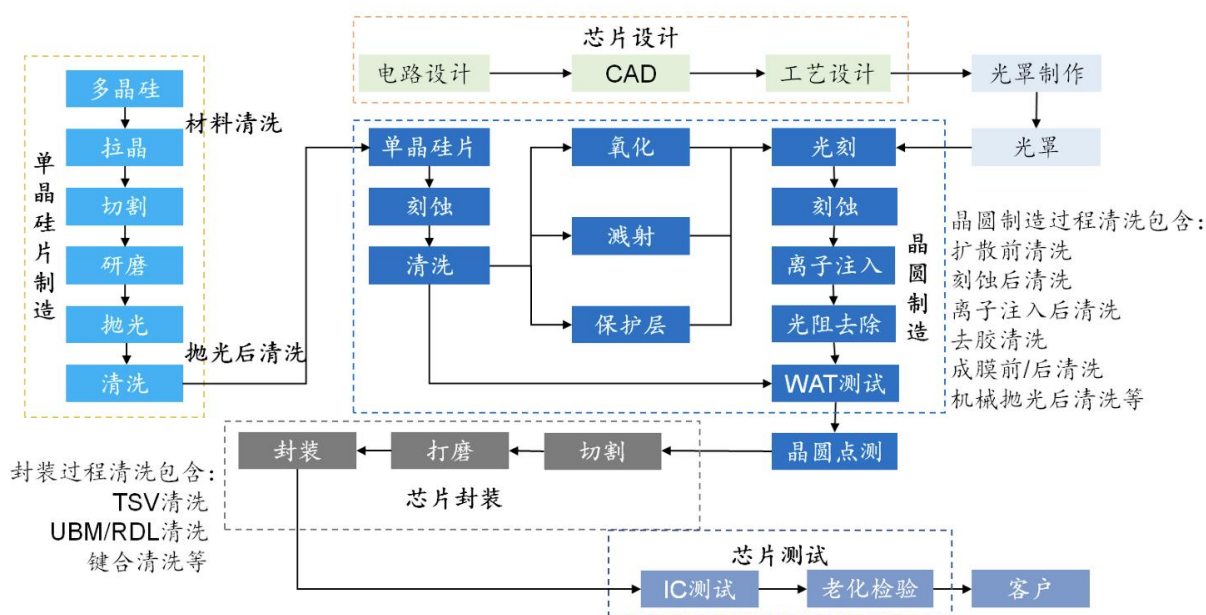 芯片设计
电路设计
CAD
工艺设计
光罩制作
光罩
单晶硅片制造
多晶硅
材料清洗
拉晶
切割
研磨
抛光
抛光后清洗
清洗
单晶硅片
刻蚀
清洗
氧化
溅射
保护层
光刻
刻蚀
离子注入
光阻去除
WAT测试
晶圆制造
晶圆制造过程清洗包含：
扩散前清洗
刻蚀后清洗
离子注入后清洗
去胶清洗
成膜前/后清洗
机械抛光后清洗等
晶圆点测
切割
打磨
封装
芯片封装
封装过程清洗包含：
TSV清洗
UBM/RDL清洗
键合清洗等
芯片测试
IC测试
老化检验
客户